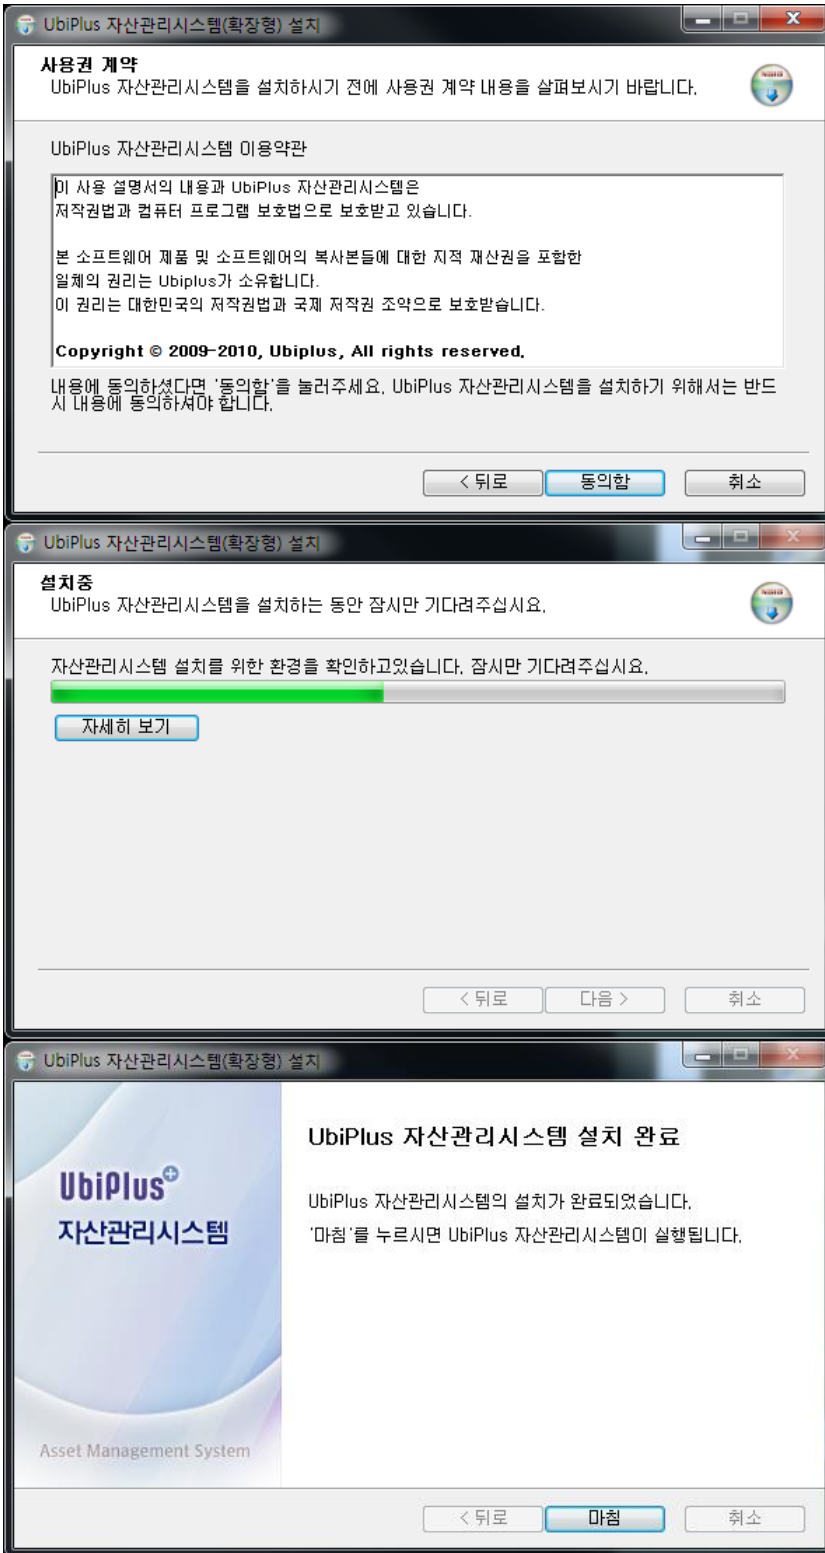 UbiPlus 자산관리시스템(확장형) 설치
사용권 계약
UbiPlus 자산관리시스템을 설치하시기 전에 사용권 계약 내용을 살펴보시기 바랍니다.
UbiPlus 자산관리시스템 이용약관
이 사용 설명서의 내용과 UbiPlus 자산관리시스템은
저작권법과 컴퓨터 프로그램 보호법으로 보호받고 있습니다.
본 소프트웨어 제품 및 소프트웨어의 복사본들에 대한 지적 재산권을 포함한
일체의 권리는 Ubiplus가 소유합니다.
이 권리는 대한민국의 저작권법과 국제 저작권 조약으로 보호받습니다.
Copyright © 2009-2010, Ubiplus, All rights reserved.
내용에 동의하셨다면 '동의함'을 눌러주세요. UbiPlus 자산관리시스템을 설치하기 위해서는 반드
시 내용에 동의하셔야 합니다.
< 뒤로 동의함 취소
UbiPlus 자산관리시스템(확장형) 설치
설치중
UbiPlus 자산관리시스템을 설치하는 동안 잠시만 기다려주십시요.
자산관리시스템 설치를 위한 환경을 확인하고있습니다. 잠시만 기다려주십시요.
자세히 보기
< 뒤로 다음 > 취소
UbiPlus 자산관리시스템(확장형) 설치
UbiPlus 자산관리시스템 설치 완료
UbiPlus
자산관리시스템
UbiPlus 자산관리시스템의 설치가 완료되었습니다.
'마침'를 누르시면 UbiPlus 자산관리시스템이 실행됩니다.
Asset Management System
< 뒤로 마침 취소